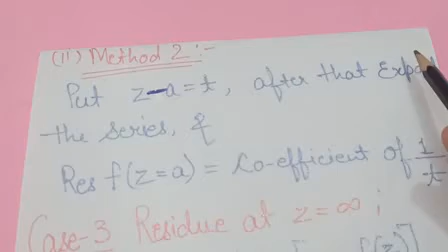 (ii) Method 2 :-
Put z-a=t, after that Expa
the series, &
Res f(z=a) = Co-efficient of 1/t
Case-3 Residue at z=∞ ;
f(z)]